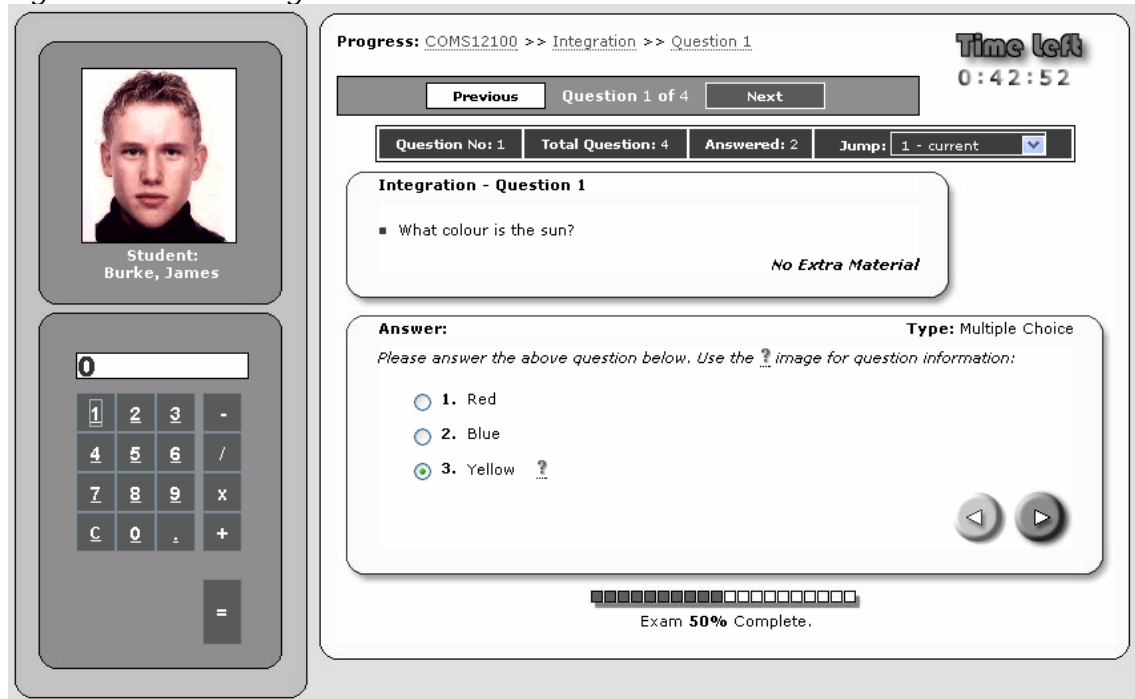 Progress: COMS12100 >> Integration >> Question 1
Time left
0:42:52
Previous Question 1 of 4 Next
Question No: 1 Total Question: 4 Answered: 2 Jump: 1 - current
Integration - Question 1
What colour is the sun?
No Extra Material
Student:
Burke, James
Answer: Type: Multiple Choice
Please answer the above question below. Use the ? image for question information:
1. Red
2. Blue
3. Yellow ?
0
1 2 3 -
4 5 6 /
7 8 9 x
C 0 . +
=
Exam 50% Complete.